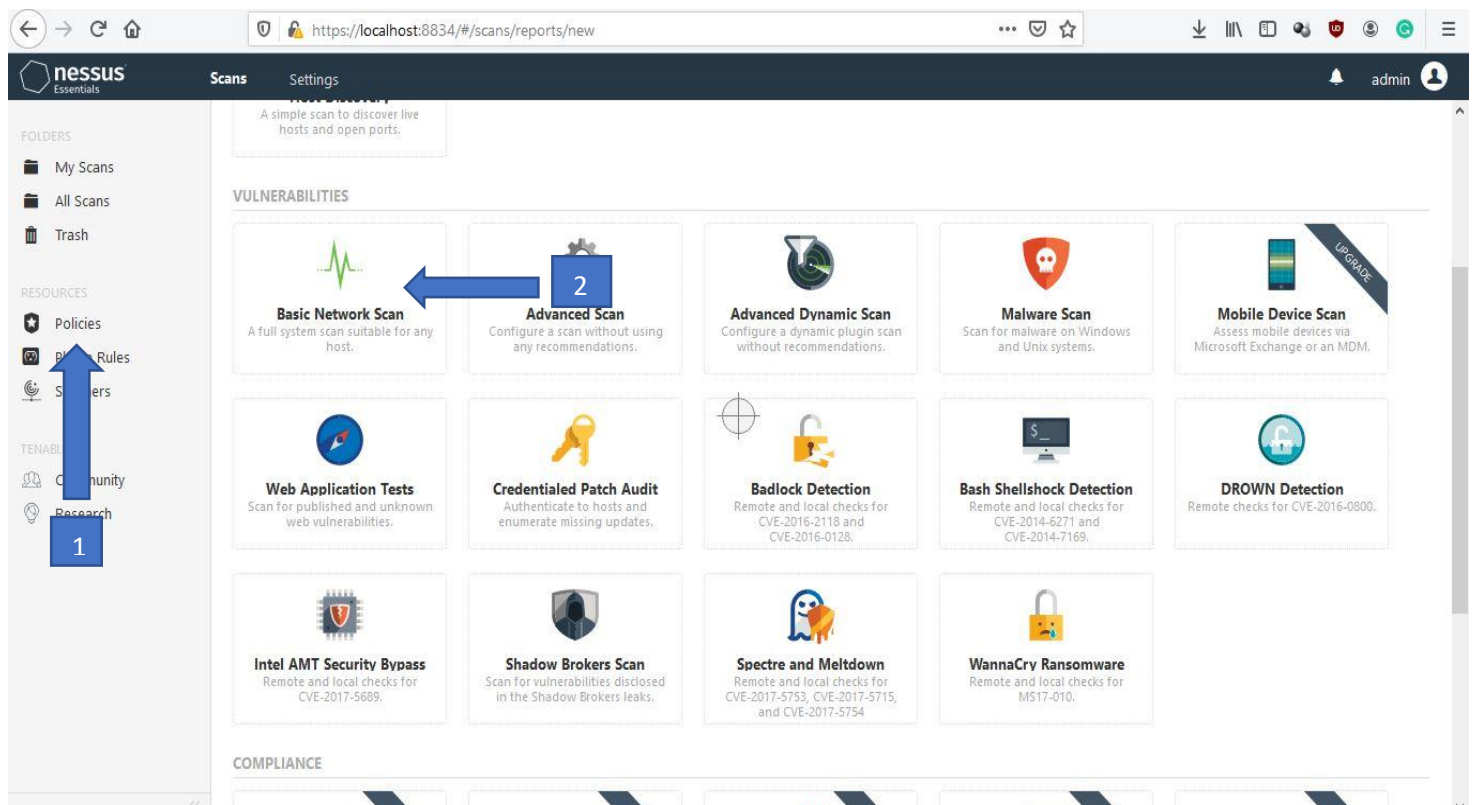 https://localhost:8834/#/scans/reports/new
nessus
Essentials
Scans
Settings
admin
FOLDERS
My Scans
All Scans
Trash
RESOURCES
Policies
Rules
Community
Research
1
2
A simple scan to discover live
hosts and open ports.
VULNERABILITIES
Basic Network Scan
A full system scan suitable for any
host.
Advanced Scan
Configure a scan without using
any recommendations.
Advanced Dynamic Scan
Configure a dynamic plugin scan
without recommendations.
Malware Scan
Scan for malware on Windows
and Unix systems.
UPGRADE
Mobile Device Scan
Assess mobile devices via
Microsoft Exchange or an MDM.
Web Application Tests
Scan for published and unknown
web vulnerabilities.
Credentialed Patch Audit
Authenticate to hosts and
enumerate missing updates.
Badlock Detection
Remote and local checks for
CVE-2016-2118 and
CVE-2016-0128.
$_
Bash Shellshock Detection
Remote and local checks for
CVE-2014-6271 and
CVE-2014-7169.
DROWN Detection
Remote checks for CVE-2016-0800.
Intel AMT Security Bypass
Remote and local checks for
CVE-2017-5689.
Shadow Brokers Scan
Scan for vulnerabilities disclosed
in the Shadow Brokers leaks.
Spectre and Meltdown
Remote and local checks for
CVE-2017-5753, CVE-2017-5715,
and CVE-2017-5754
WannaCry Ransomware
Remote and local checks for
MS17-010.
COMPLIANCE